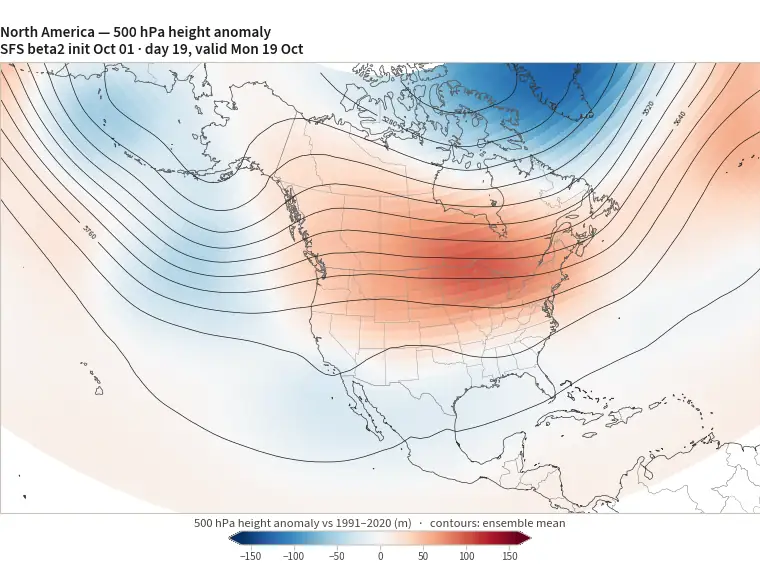 North America — 500 hPa height anomaly
SFS beta2 init Oct 01 · day 19, valid Mon 19 Oct
5520
5640
5760
500 hPa height anomaly vs 1991–2020 (m) · contours: ensemble mean
−150 −100 −50 0 50 100 150